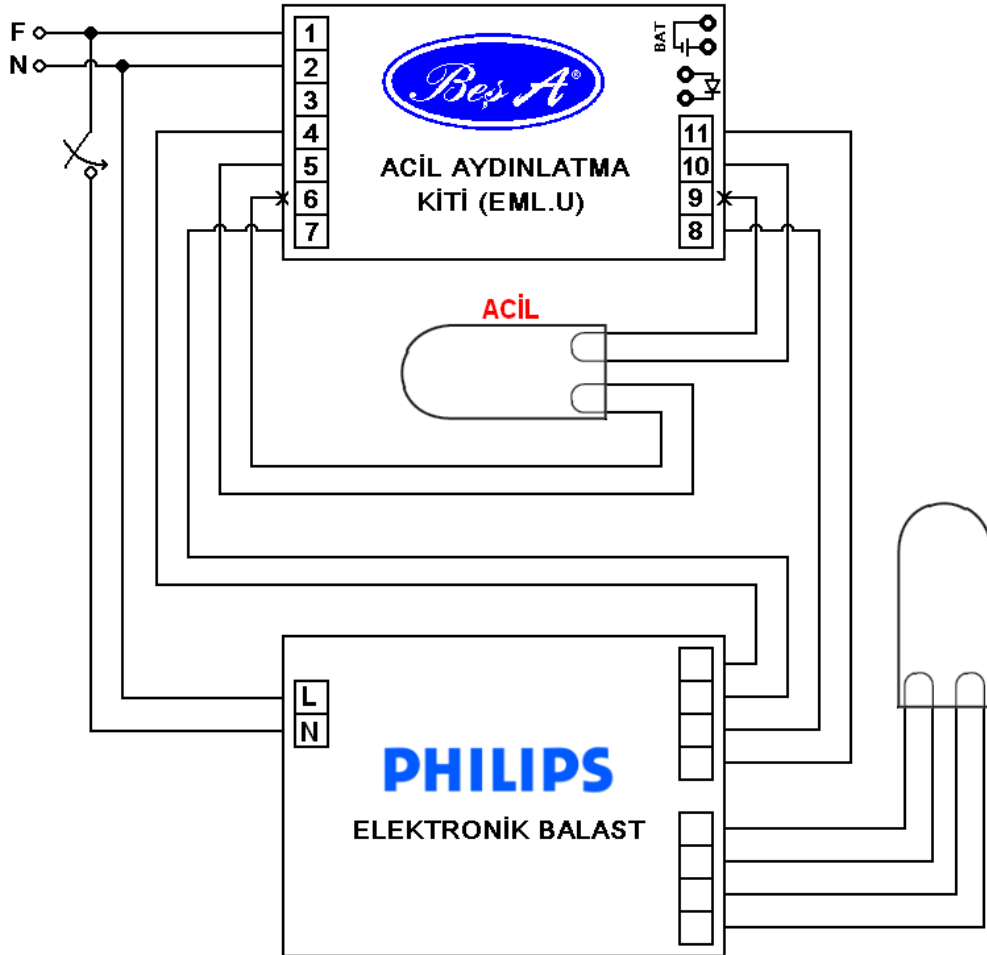 F
N
1
2
3
4
5
6
7
Beş A®
ACİL AYDINLATMA
KİTİ (EML.U)
BAT
11
10
9
8
ACİL
L
N
PHILIPS
ELEKTRONİK BALAST